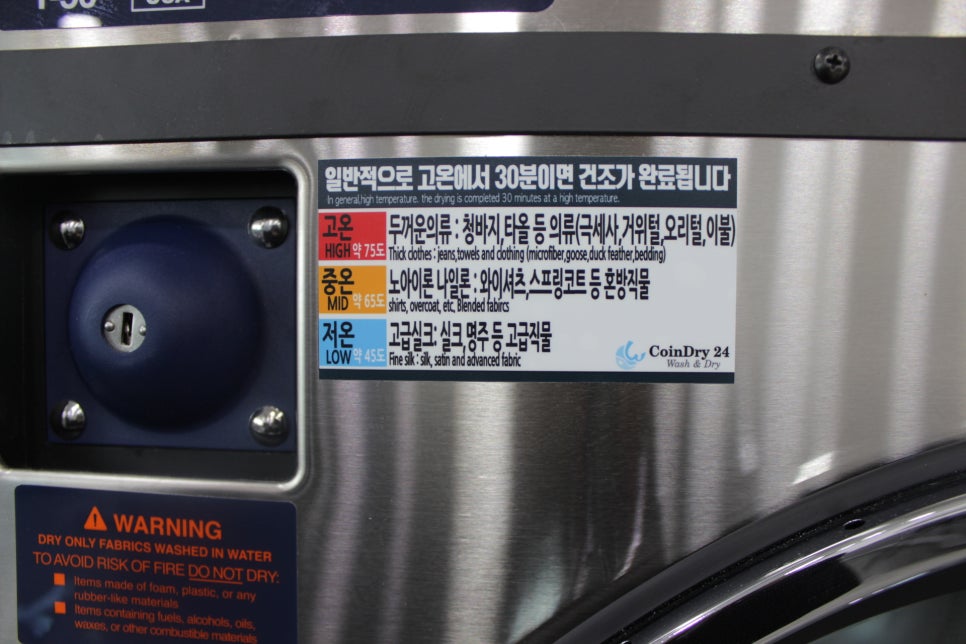 T-50
USA
일반적으로 고온에서 30분이면 건조가 완료됩니다
In general,high temperature. the drying is completed 30 minutes at a high temperature.
고온
HIGH 약 75도
두꺼운의류 : 청바지,타올 등 의류(극세사,거위털,오리털,이불)
Thick clothes : jeans,towels and clothing (microfiber,goose,duck feather,bedding)
중온
MID 약 65도
노아이론 나일론 : 와이셔츠,스프링코트 등 혼방직물
shirts, overcoat, etc, Blended fabircs
저온
LOW 약 45도
고급실크: 실크,명주 등 고급직물
Fine silk : silk, satin and advanced fabric
CoinDry 24
Wash & Dry
WARNING
DRY ONLY FABRICS WASHED IN WATER
TO AVOID RISK OF FIRE DO NOT DRY:
Items made of foam, plastic, or any
rubber-like materials
Items containing fuels, alcohols, oils,
waxes, or other combustible materials